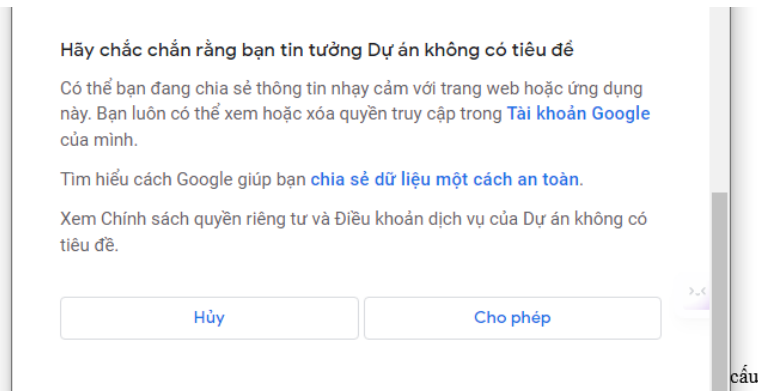 Hãy chắc chắn rằng bạn tin tưởng Dự án không có tiêu đề
Có thể bạn đang chia sẻ thông tin nhạy cảm với trang web hoặc ứng dụng
này. Bạn luôn có thể xem hoặc xóa quyền truy cập trong Tài khoản Google
của mình.
Tìm hiểu cách Google giúp bạn chia sẻ dữ liệu một cách an toàn.
Xem Chính sách quyền riêng tư và Điều khoản dịch vụ của Dự án không có
tiêu đề.
Hủy
Cho phép
cấu